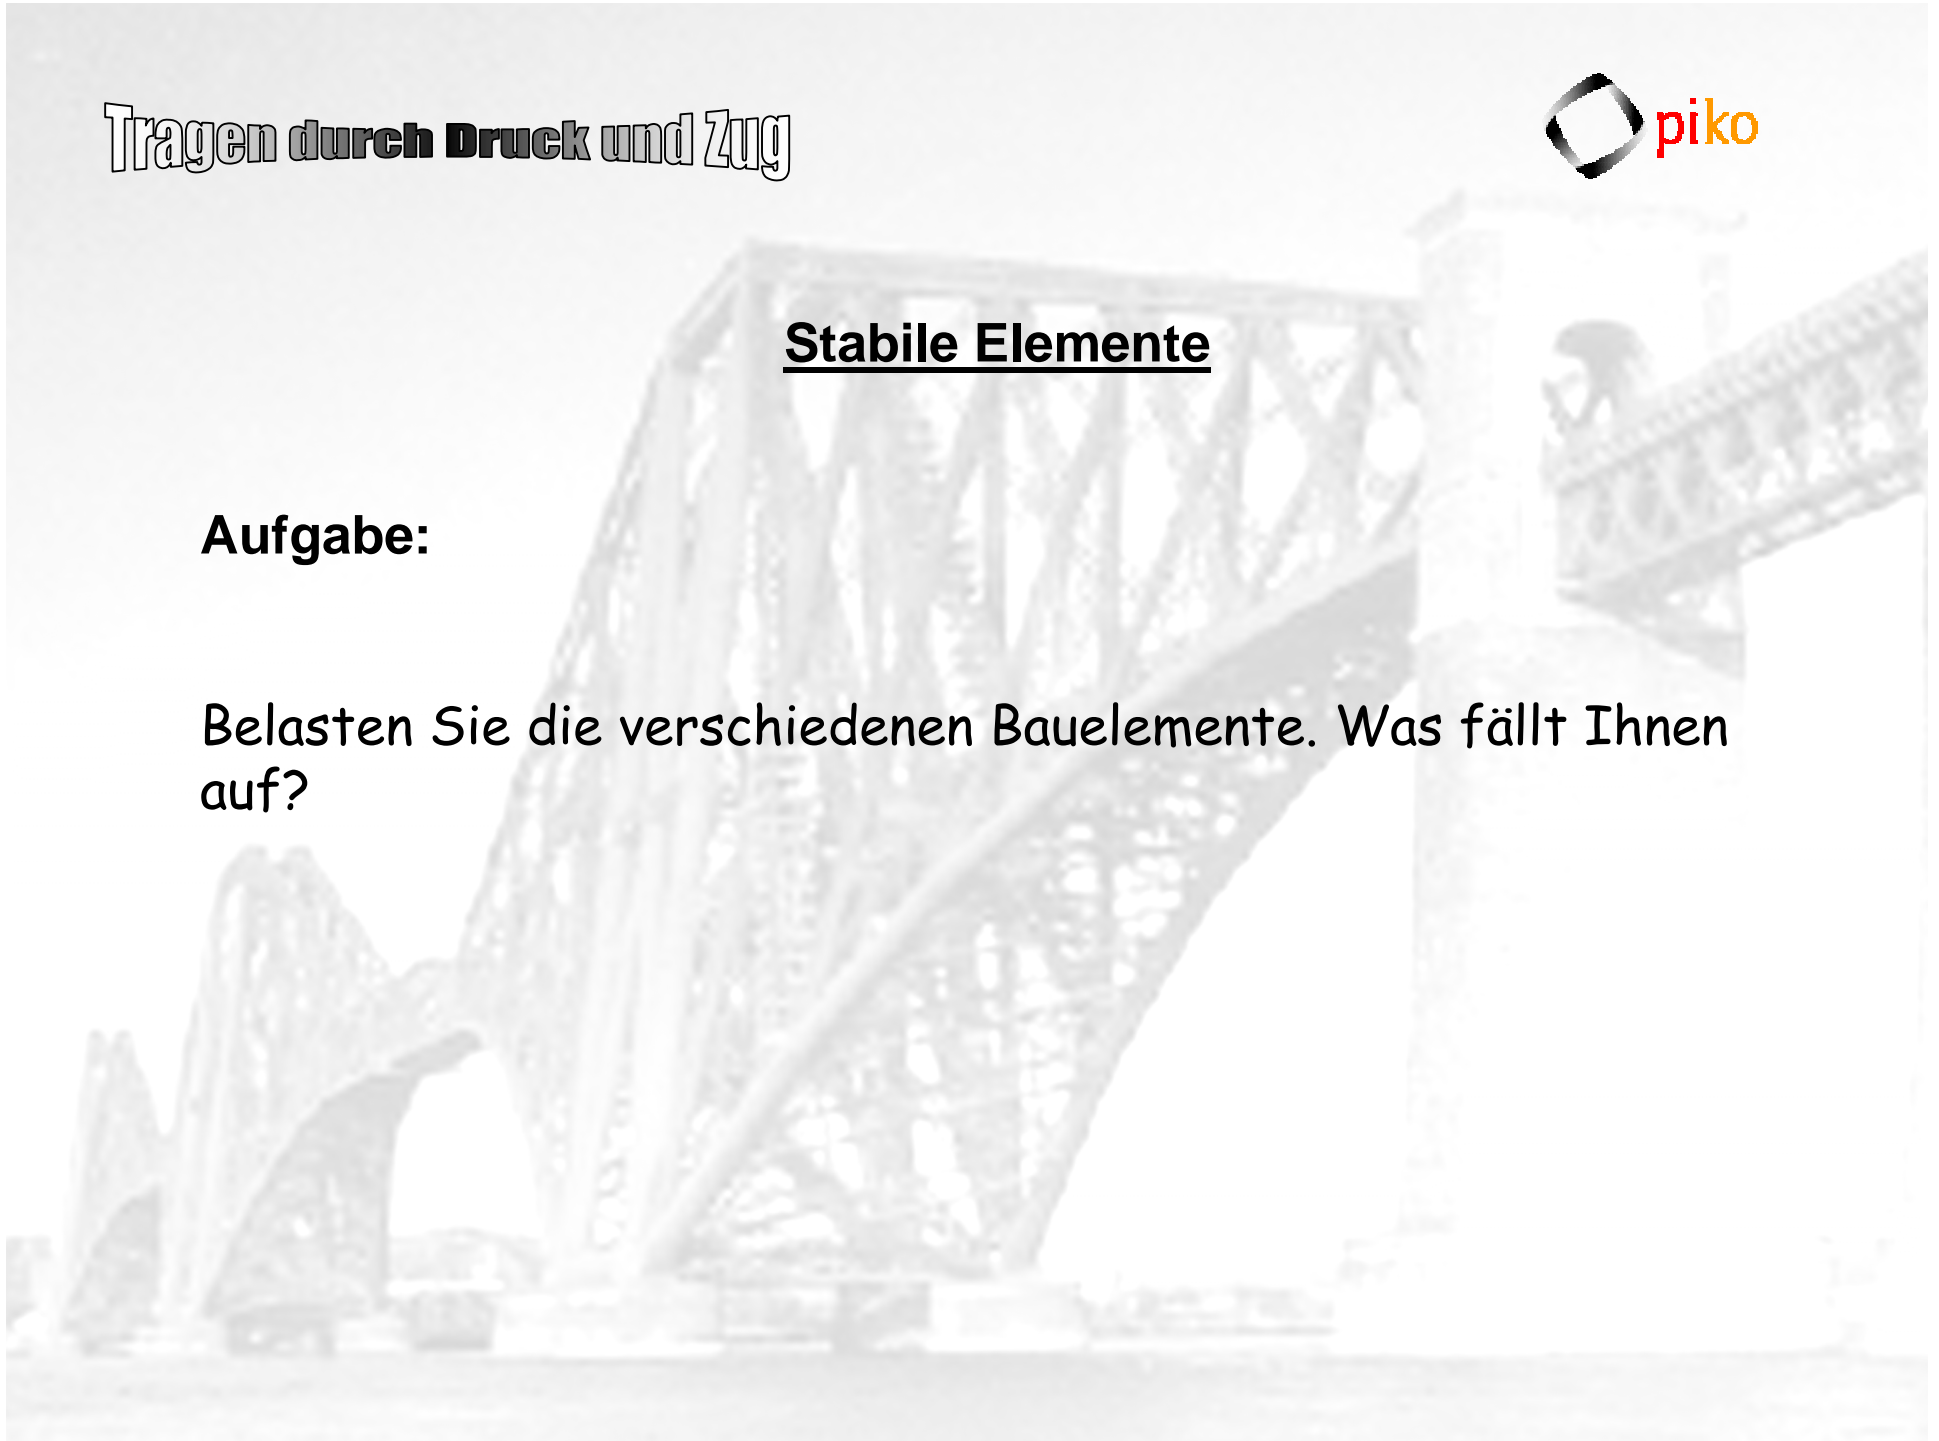 Tragen durch Druck und Zug
piko
Stabile Elemente
Aufgabe:
Belasten Sie die verschiedenen Bauelemente. Was fällt Ihnen
auf?